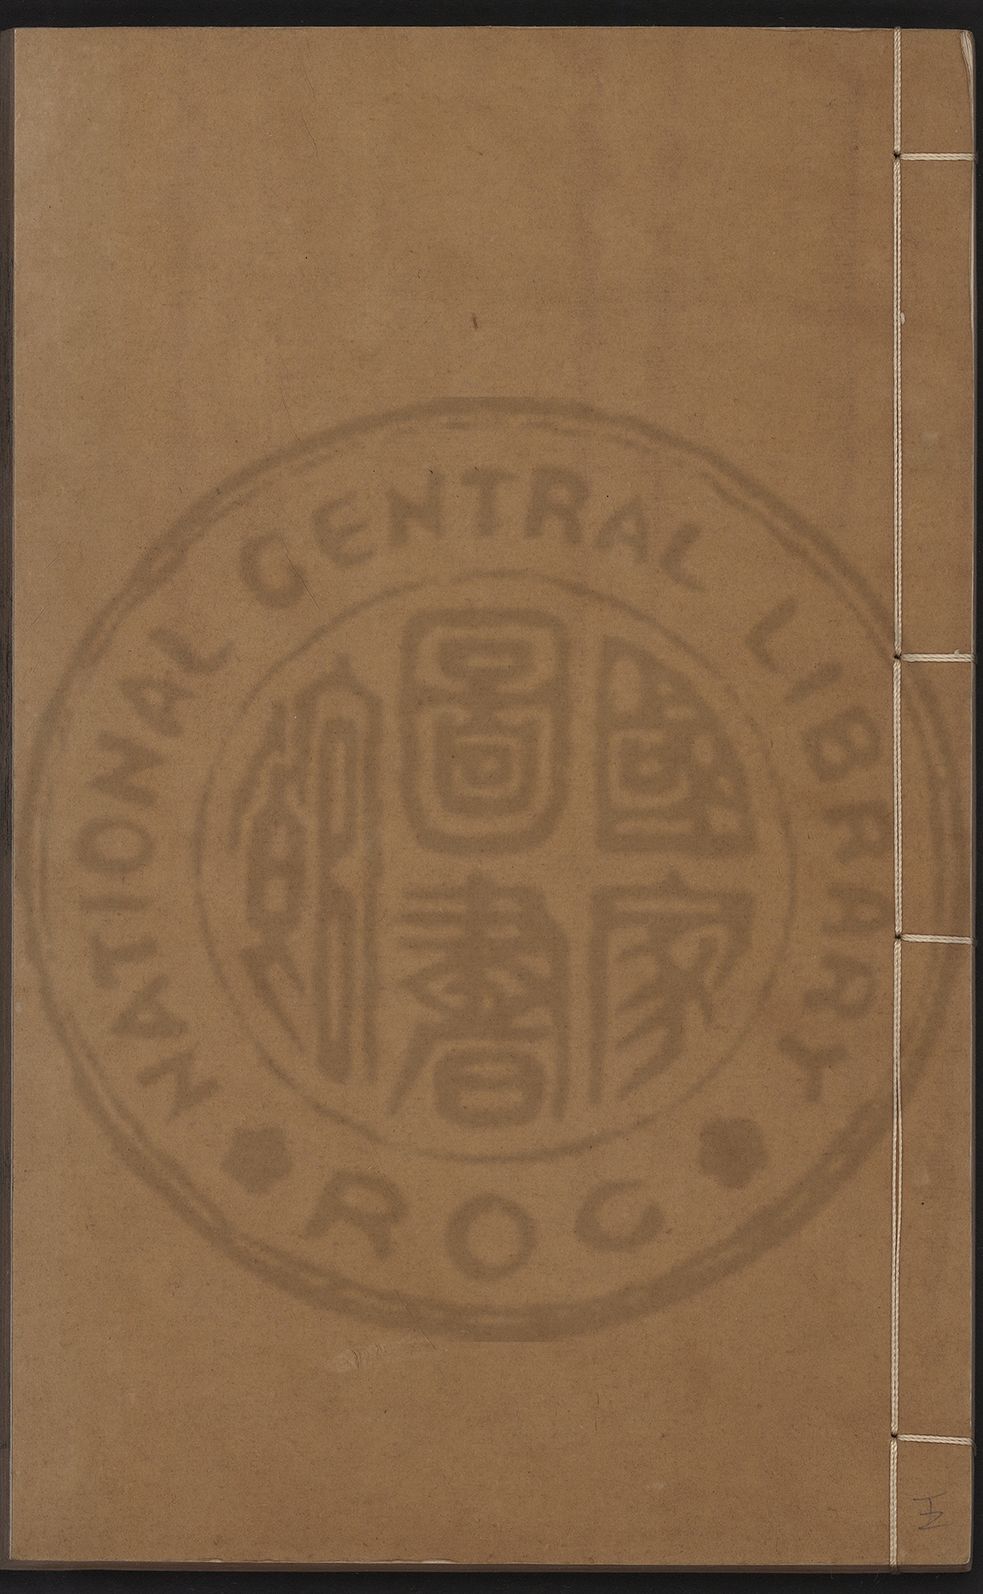 NATIONAL CENTRAL LIBRARY
國家
圖書
館
ROC